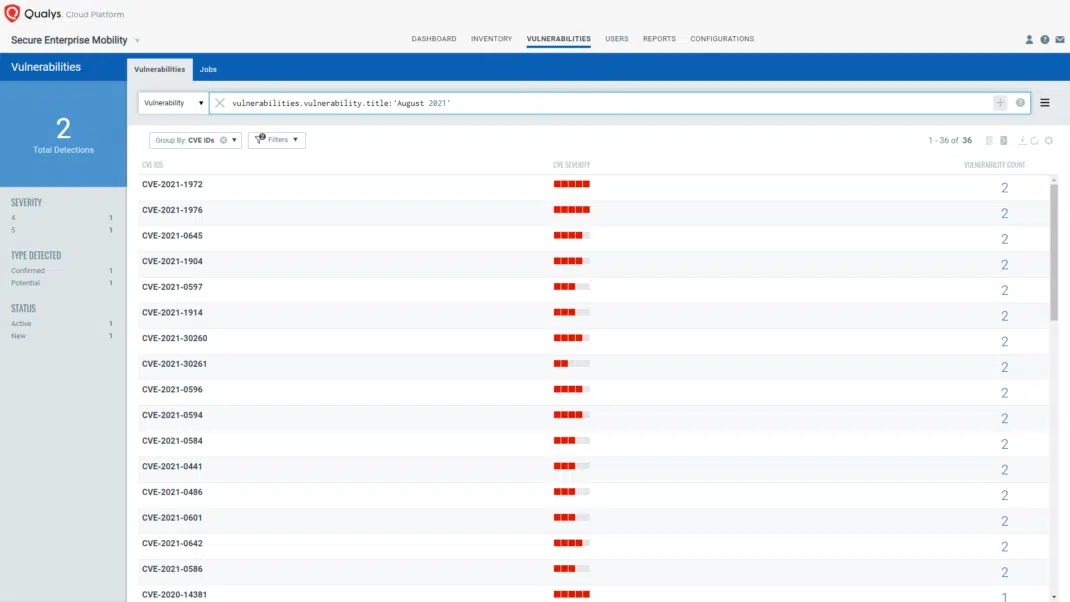 Qualys. Cloud Platform
Secure Enterprise Mobility
DASHBOARD INVENTORY VULNERABILITIES USERS REPORTS CONFIGURATIONS
Vulnerabilities
Vulnerabilities Jobs
Vulnerability vulnerabilities.vulnerability.title:'August 2021'
2
Total Detections
Group By: CVE IDs 2 Filters 1 - 36 of 36
CVE IDS CVE SEVERITY VULNERABILITY COUNT
SEVERITY
4 1
5 1
TYPE DETECTED
Confirmed 1
Potential 1
STATUS
Active 1
New 1
CVE-2021-1972 2
CVE-2021-1976 2
CVE-2021-0645 2
CVE-2021-1904 2
CVE-2021-0597 2
CVE-2021-1914 2
CVE-2021-30260 2
CVE-2021-30261 2
CVE-2021-0596 2
CVE-2021-0594 2
CVE-2021-0584 2
CVE-2021-0441 2
CVE-2021-0486 2
CVE-2021-0601 2
CVE-2021-0642 2
CVE-2021-0586 2
CVE-2020-14381 1